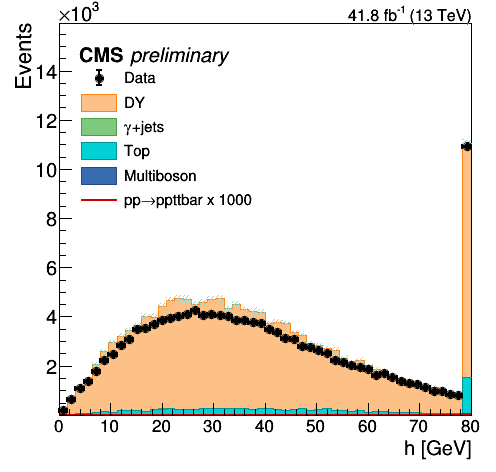 ×10³
41.8 fb⁻¹ (13 TeV)
Events
CMS preliminary
Data
DY
γ+jets
Top
Multiboson
pp→ppttbar x 1000
14
12
10
8
6
4
2
0 10 20 30 40 50 60 70 80
h [GeV]